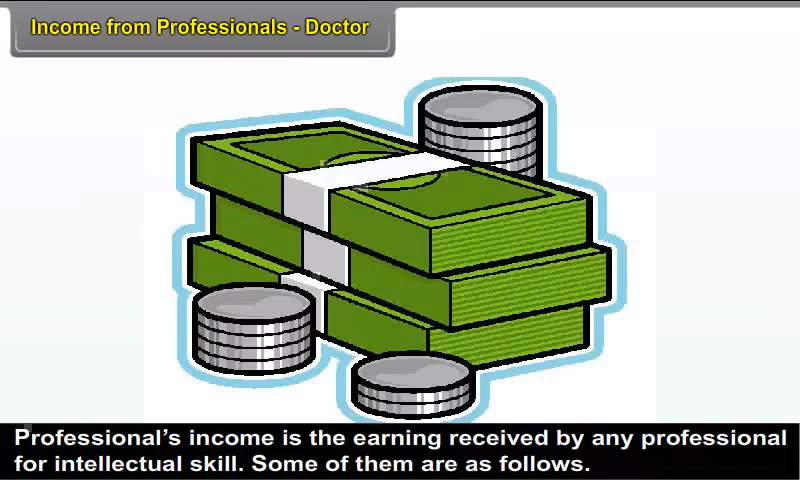 Income from Professionals - Doctor
Professional’s income is the earning received by any professional
for intellectual skill. Some of them are as follows.